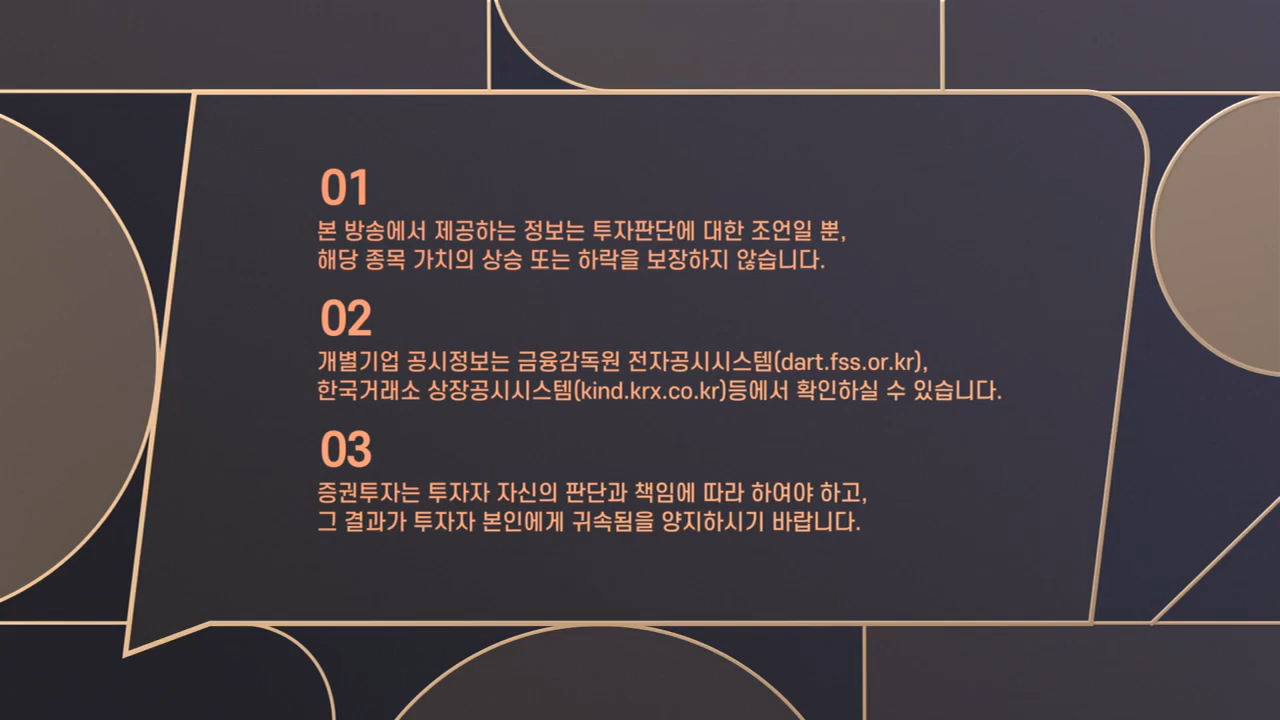 01
본 방송에서 제공하는 정보는 투자판단에 대한 조언일 뿐,
해당 종목 가치의 상승 또는 하락을 보장하지 않습니다.
02
개별기업 공시정보는 금융감독원 전자공시시스템(dart.fss.or.kr),
한국거래소 상장공시시스템(kind.krx.co.kr)등에서 확인하실 수 있습니다.
03
증권투자는 투자자 자신의 판단과 책임에 따라 하여야 하고,
그 결과가 투자자 본인에게 귀속됨을 양지하시기 바랍니다.